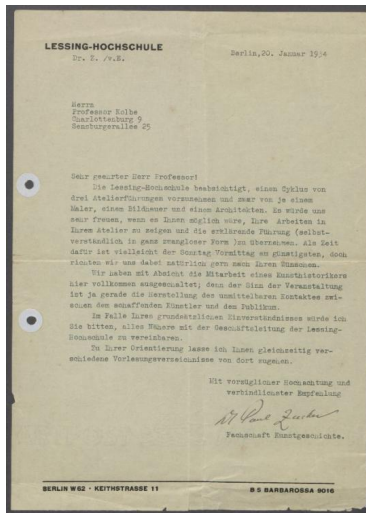 LESSING-HOCHSCHULE
Dr. Z. /v.E.
Berlin,20. Januar 1934
Herrn
Professor Kolbe
Charlottenburg 9
Sensburgerallee 25
Sehr geehrter Herr Professor!
Die Lessing-Hochschule beabsichtigt, einen Cyklus von
drei Atelierführungen vorzunehmen und zwar von je einem
Maler, einem Bildhauer und einem Architekten. Es würde uns
sehr freuen, wenn es Ihnen möglich wäre, Ihre Arbeiten in
Ihrem Atelier zu zeigen und die erklärende Führung (selbst-
verständlich in ganz zwangloser Form )zu übernehmen. Als Zeit
dafür ist vielleicht der Sonntag Vormittag am günstigsten, doch
richten wir uns dabei natürlich gern nach Ihren Wünschen.
Wir haben mit Absicht die Mitarbeit eines Kunsthistorikers
hier vollkommen ausgeschaltet; denn der Sinn der Veranstaltung
ist ja gerade die Herstellung des unmittelbaren Kontaktes zwi-
schen dem schaffenden Künstler und dem Publikum.
Im Falle Ihres grundsätzlichen Einverständnisses würde ich
Sie bitten, alles Nähere mit der Geschäftsleitung der Lessing-
Hochschule zu vereinbaren.
Zu Ihrer Orientierung lasse ich Ihnen gleichzeitig ver-
schiedene Vorlesungsverzeichnisse von dort zugehen.
Mit vorzüglicher Hochachtung und
verbindlichster Empfehlung
Dr Paul Zucker
Fachschaft Kunstgeschichte.
BERLIN W 62 • KEITHSTRASSE 11
B 5 BARBAROSSA 9016